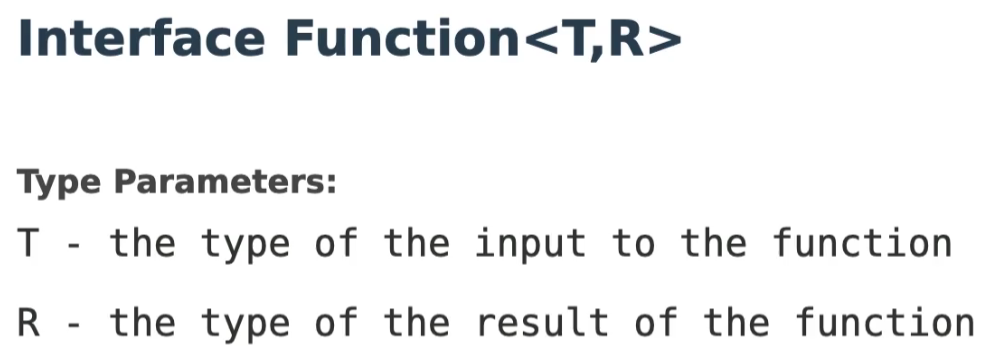 Interface Function<T,R>
Type Parameters:
T - the type of the input to the function
R - the type of the result of the function